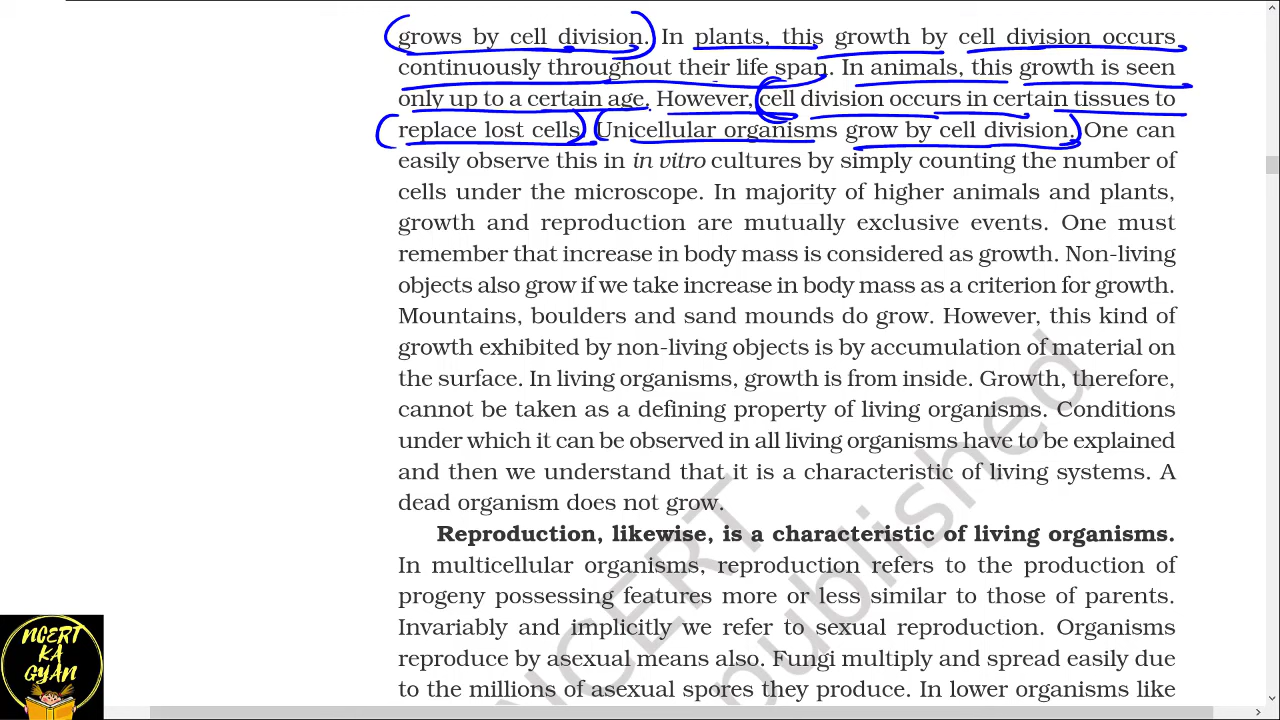 grows by cell division. In plants, this growth by cell division occurs
continuously throughout their life span. In animals, this growth is seen
only up to a certain age. However, cell division occurs in certain tissues to
replace lost cells. Unicellular organisms grow by cell division. One can
easily observe this in in vitro cultures by simply counting the number of
cells under the microscope. In majority of higher animals and plants,
growth and reproduction are mutually exclusive events. One must
remember that increase in body mass is considered as growth. Non-living
objects also grow if we take increase in body mass as a criterion for growth.
Mountains, boulders and sand mounds do grow. However, this kind of
growth exhibited by non-living objects is by accumulation of material on
the surface. In living organisms, growth is from inside. Growth, therefore,
cannot be taken as a defining property of living organisms. Conditions
under which it can be observed in all living organisms have to be explained
and then we understand that it is a characteristic of living systems. A
dead organism does not grow.
Reproduction, likewise, is a characteristic of living organisms.
In multicellular organisms, reproduction refers to the production of
progeny possessing features more or less similar to those of parents.
Invariably and implicitly we refer to sexual reproduction. Organisms
reproduce by asexual means also. Fungi multiply and spread easily due
to the millions of asexual spores they produce. In lower organisms like
NCERT
KA
GYAN
NCERT
published